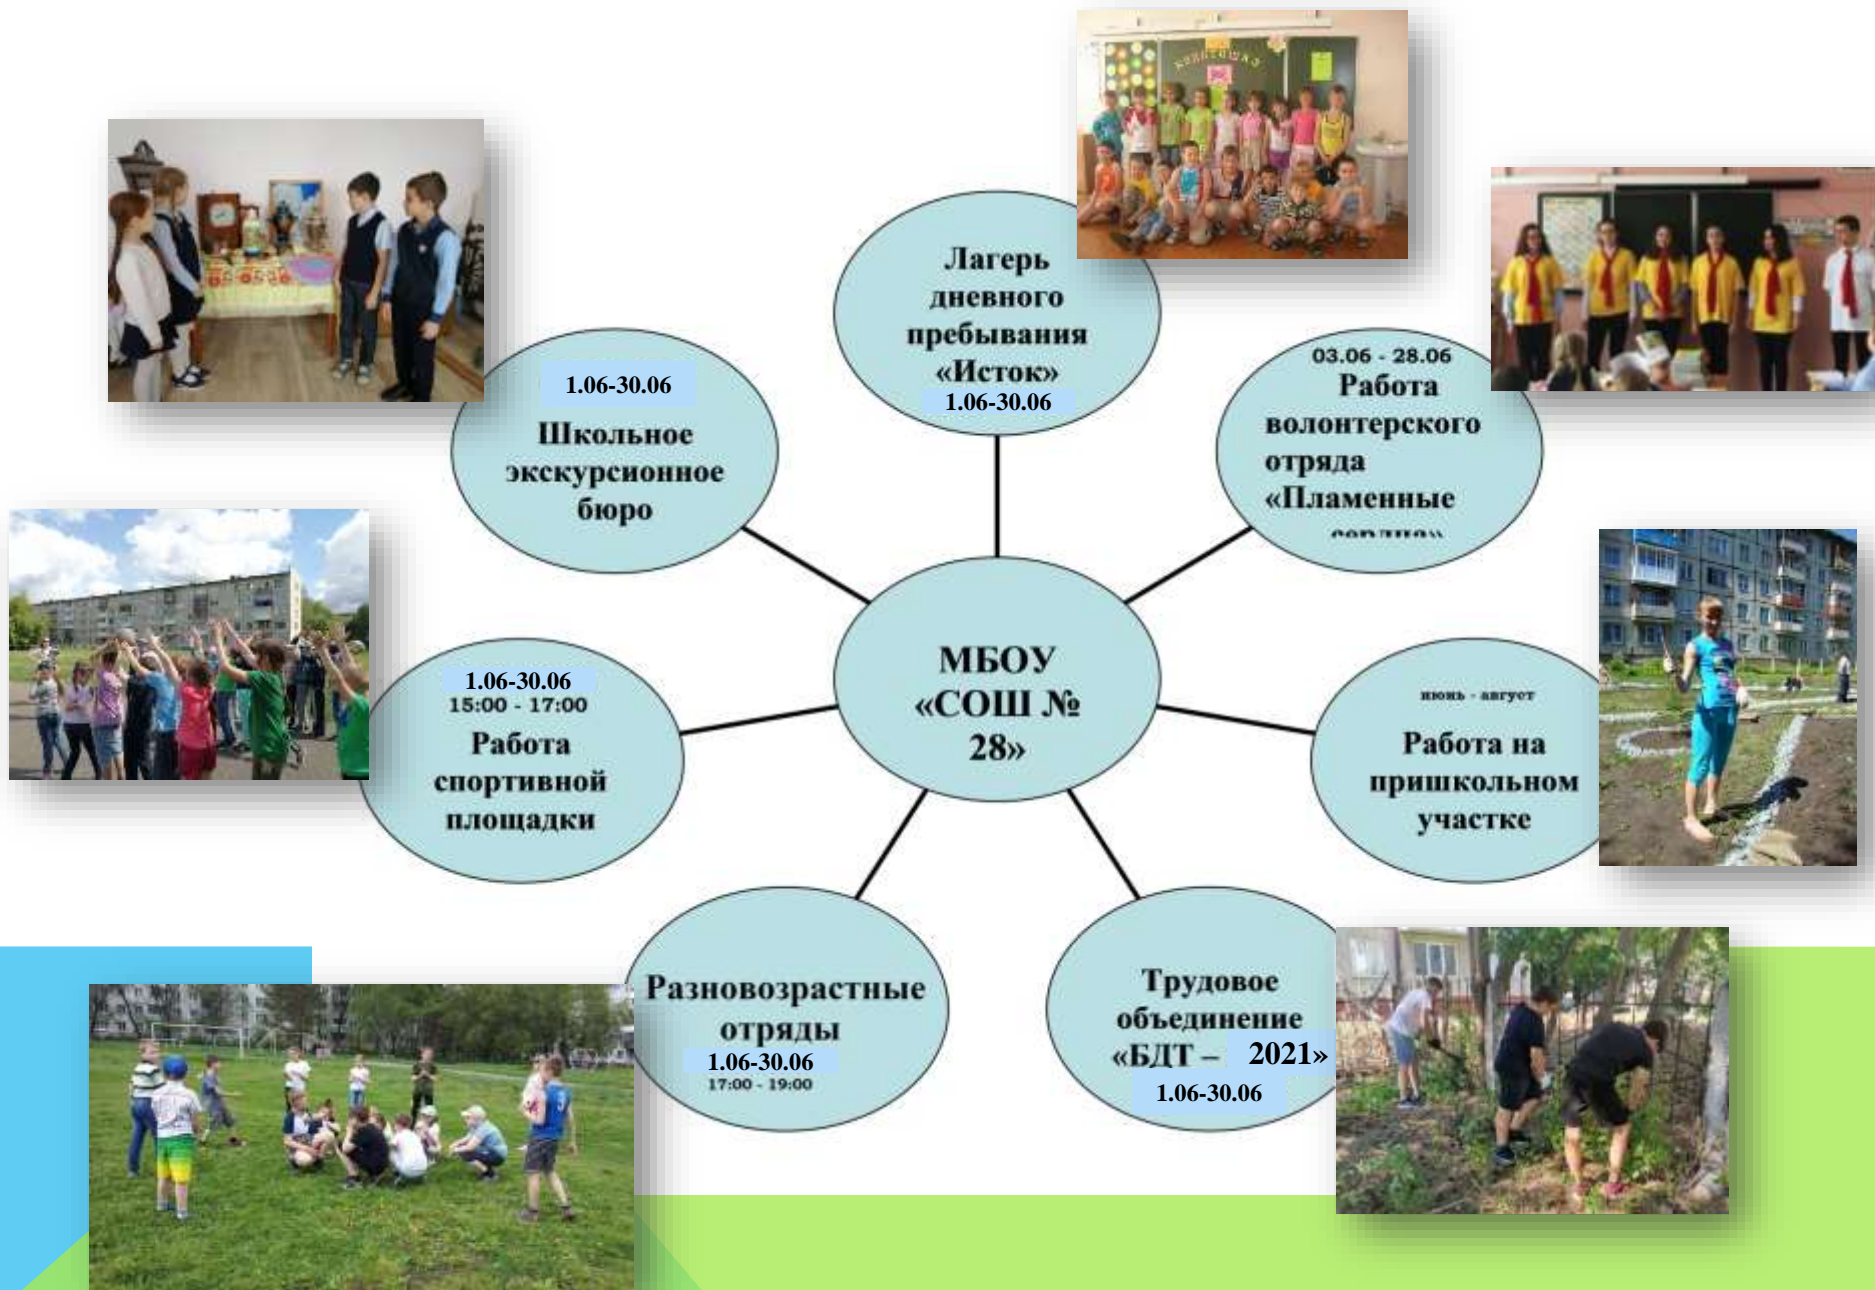 КАПИТОШКА
Лагерь
дневного
пребывания
«Исток»
1.06-30.06
03.06 - 28.06
Работа
волонтерского
отряда
«Пламенные
сердца»
1.06-30.06
Школьное
экскурсионное
бюро
1.06-30.06
15:00 - 17:00
Работа
спортивной
площадки
МБОУ
«СОШ №
28»
июнь - август
Работа на
пришкольном
участке
Разновозрастные
отряды
1.06-30.06
17:00 - 19:00
Трудовое
объединение
«БДТ – 2021»
1.06-30.06